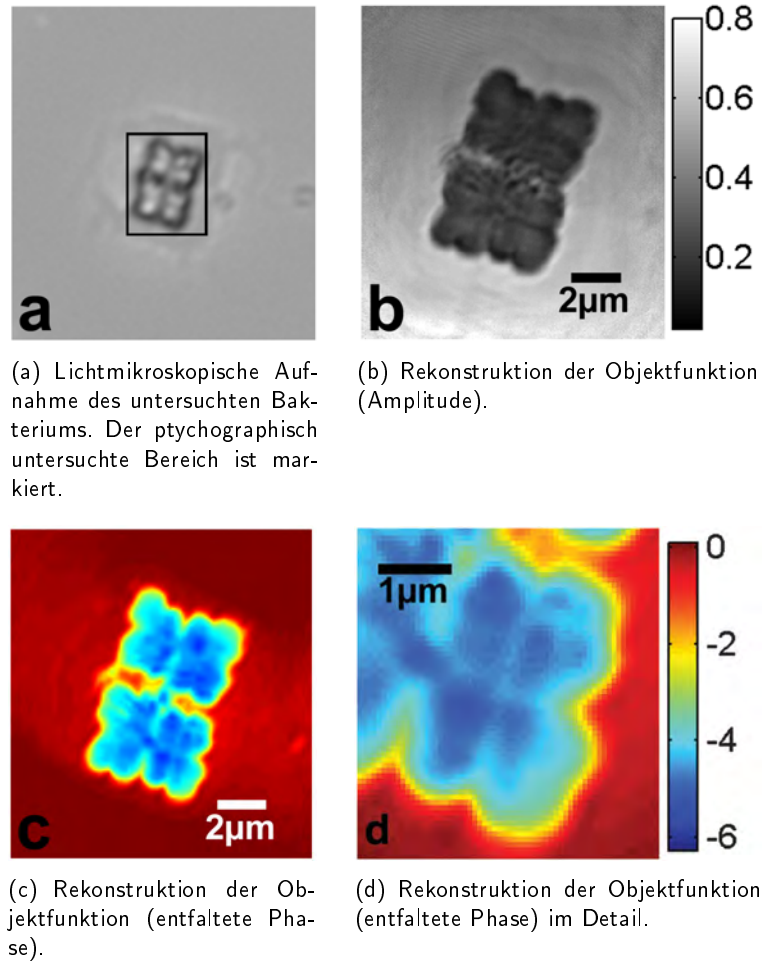 a
b
0.8
0.6
0.4
0.2
2µm
(a) Lichtmikroskopische Auf-
nahme des untersuchten Bak-
teriums. Der ptychographisch
untersuchte Bereich ist mar-
kiert.
(b) Rekonstruktion der Objektfunktion
(Amplitude).
c
2µm
1µm
d
0
-2
-4
-6
(c) Rekonstruktion der Ob-
jektfunktion (entfaltete Pha-
se).
(d) Rekonstruktion der Objektfunktion
(entfaltete Phase) im Detail.